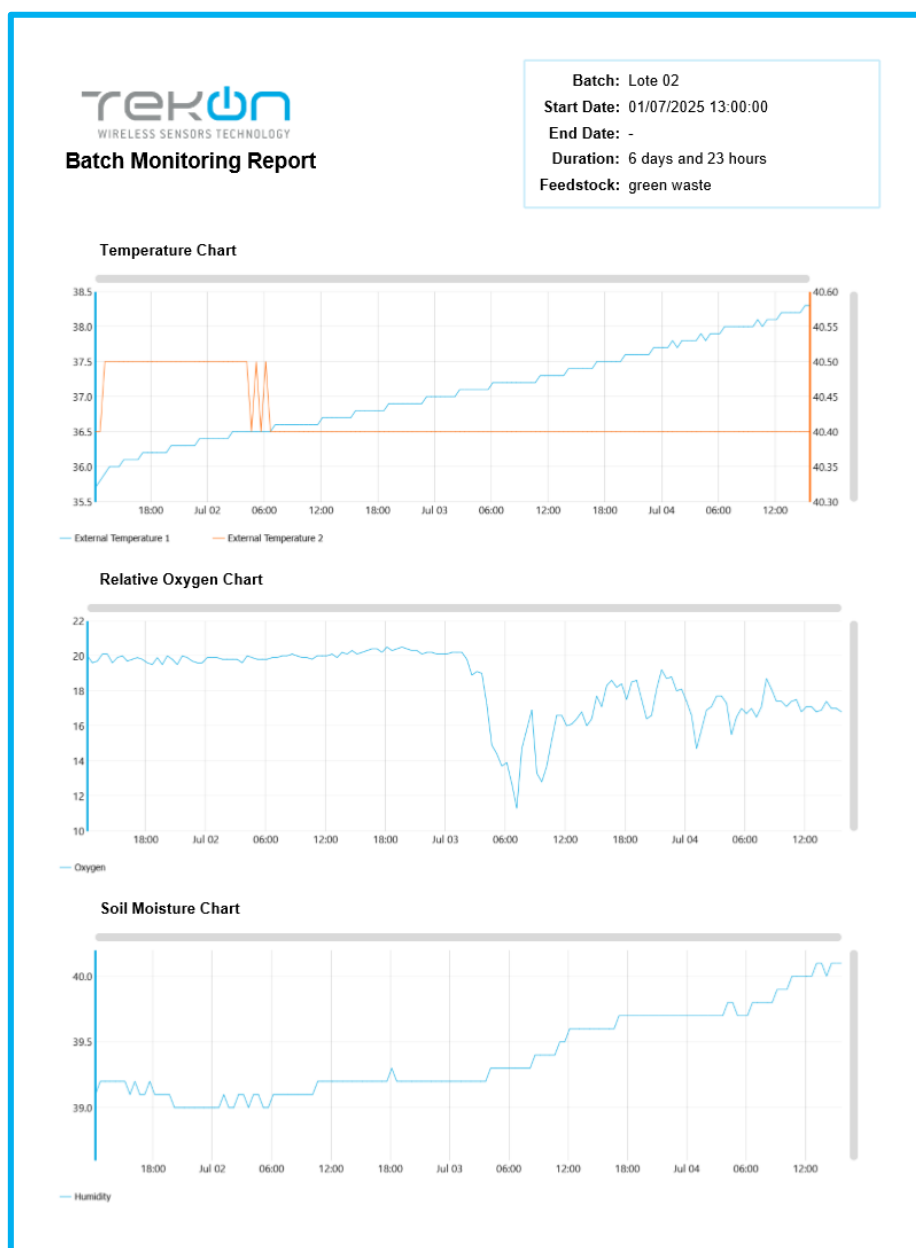 TEKON
WIRELESS SENSORS TECHNOLOGY
Batch Monitoring Report
Batch: Lote 02
Start Date: 01/07/2025 13:00:00
End Date: -
Duration: 6 days and 23 hours
Feedstock: green waste
Temperature Chart
38.5 40.60
38.0 40.55
37.5 40.50
37.0 40.45
36.5 40.40
36.0 40.35
35.5 40.30
18:00 Jul 02 06:00 12:00 18:00 Jul 03 06:00 12:00 18:00 Jul 04 06:00 12:00
External Temperature 1 External Temperature 2
Relative Oxygen Chart
22
20
18
16
14
12
10
18:00 Jul 02 06:00 12:00 18:00 Jul 03 06:00 12:00 18:00 Jul 04 06:00 12:00
Oxygen
Soil Moisture Chart
40.0
39.5
39.0
18:00 Jul 02 06:00 12:00 18:00 Jul 03 06:00 12:00 18:00 Jul 04 06:00 12:00
Humidity